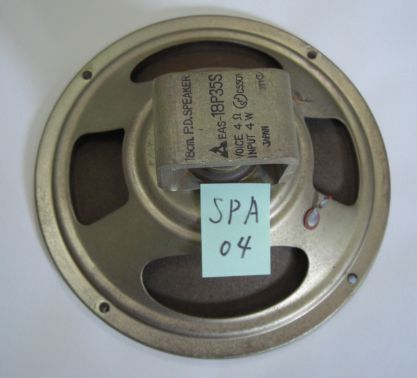 18cm. P.D. SPEAKER
EAS-18P35S
VOICE 4 Ω
INPUT 4 W
JAPAN
SPA
04